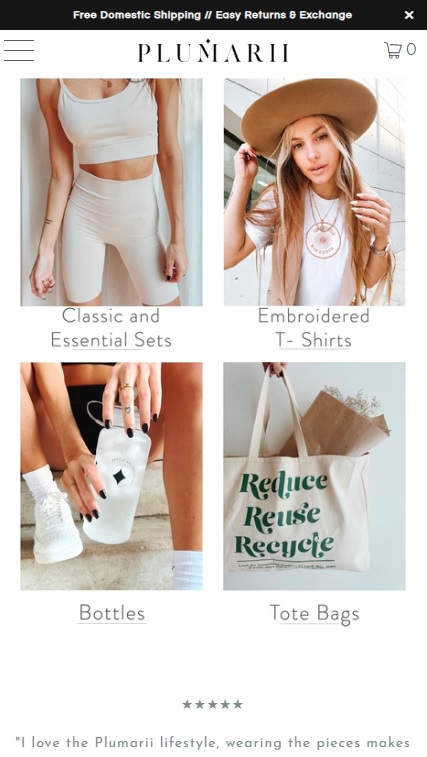 Free Domestic Shipping // Easy Returns & Exchange ×
PLUMARII
0
Classic and
Essential Sets
Embroidered
T- Shirts
Reduce
Reuse
Recycle
Bottles
Tote Bags
★★★★★
"I love the Plumarii lifestyle, wearing the pieces makes